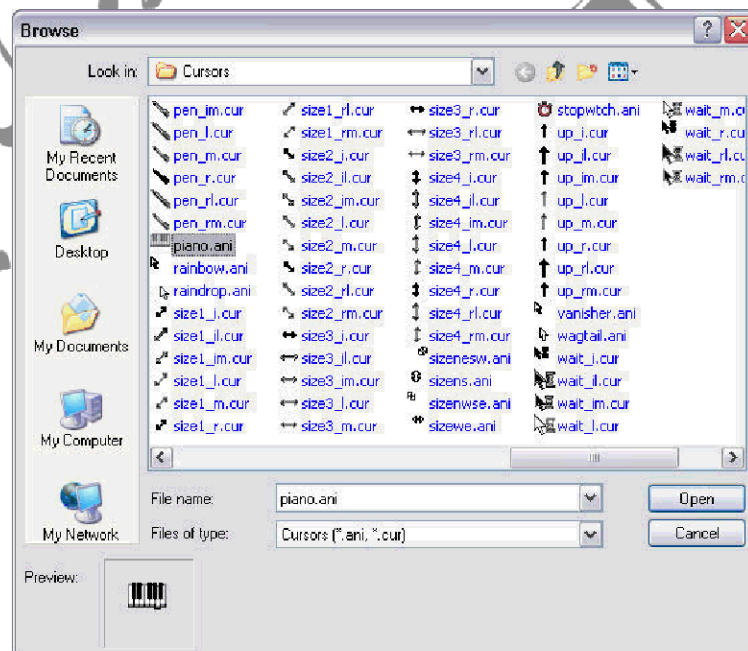 Browse
Look in:
Cursors
My Recent
Documents
Desktop
My Documents
My Computer
My Network
pen_im.cur
pen_l.cur
pen_m.cur
pen_r.cur
pen_rl.cur
pen_rm.cur
piano.ani
rainbow.ani
raindrop.ani
size1_i.cur
size1_il.cur
size1_im.cur
size1_l.cur
size1_m.cur
size1_r.cur
size1_rl.cur
size1_rm.cur
size2_i.cur
size2_il.cur
size2_im.cur
size2_l.cur
size2_m.cur
size2_r.cur
size2_rl.cur
size2_rm.cur
size3_i.cur
size3_il.cur
size3_im.cur
size3_l.cur
size3_m.cur
size3_r.cur
size3_rl.cur
size3_rm.cur
size4_i.cur
size4_il.cur
size4_im.cur
size4_l.cur
size4_m.cur
size4_r.cur
size4_rl.cur
size4_rm.cur
sizenesw.ani
sizens.ani
sizenwse.ani
sizewe.ani
stopwtch.ani
up_i.cur
up_il.cur
up_im.cur
up_l.cur
up_m.cur
up_r.cur
up_rl.cur
up_rm.cur
vanisher.ani
wagtail.ani
wait_i.cur
wait_il.cur
wait_im.cur
wait_l.cur
wait_m.cu
wait_r.cu
wait_rl.cu
wait_rm.c
File name:
piano.ani
Open
Files of type:
Cursors (*.ani, *.cur)
Cancel
Preview: